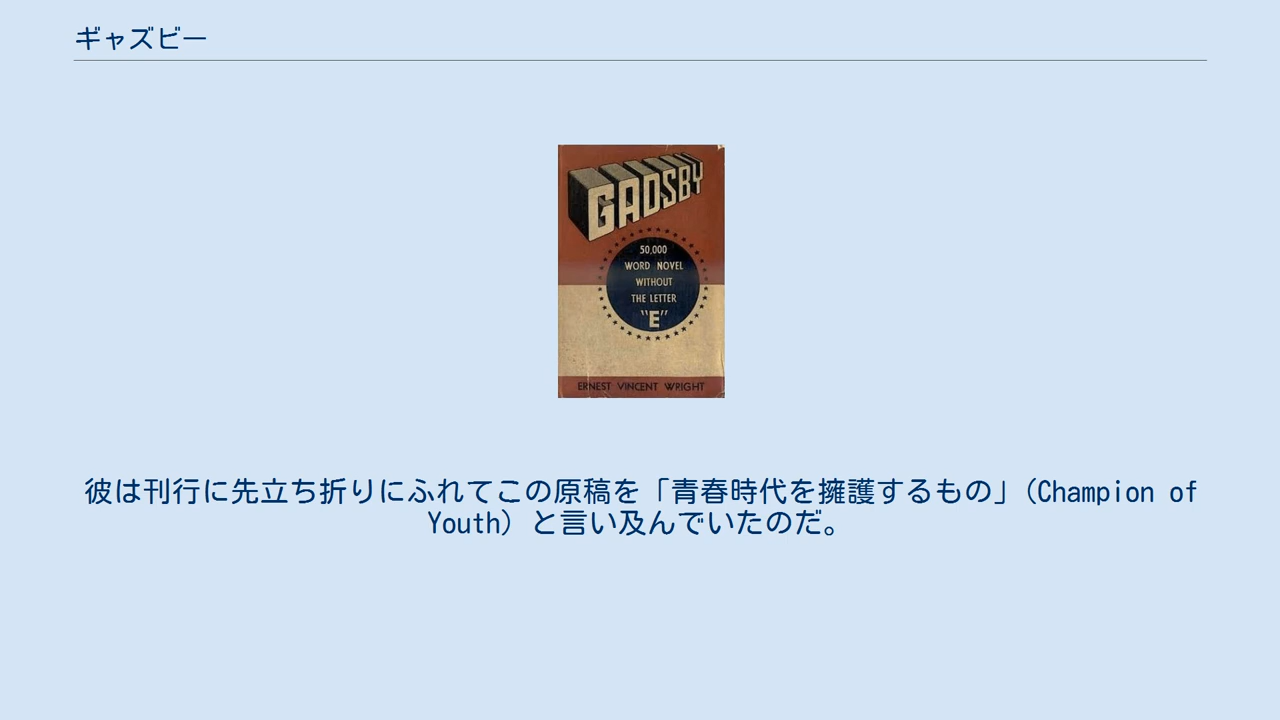 ギャズビー
GADSBY
50,000
WORD NOVEL
WITHOUT
THE LETTER
"E"
ERNEST VINCENT WRIGHT
彼は刊行に先立ち折りにふれてこの原稿を「青春時代を擁護するもの」(Champion of
Youth) と言い及んでいたのだ。